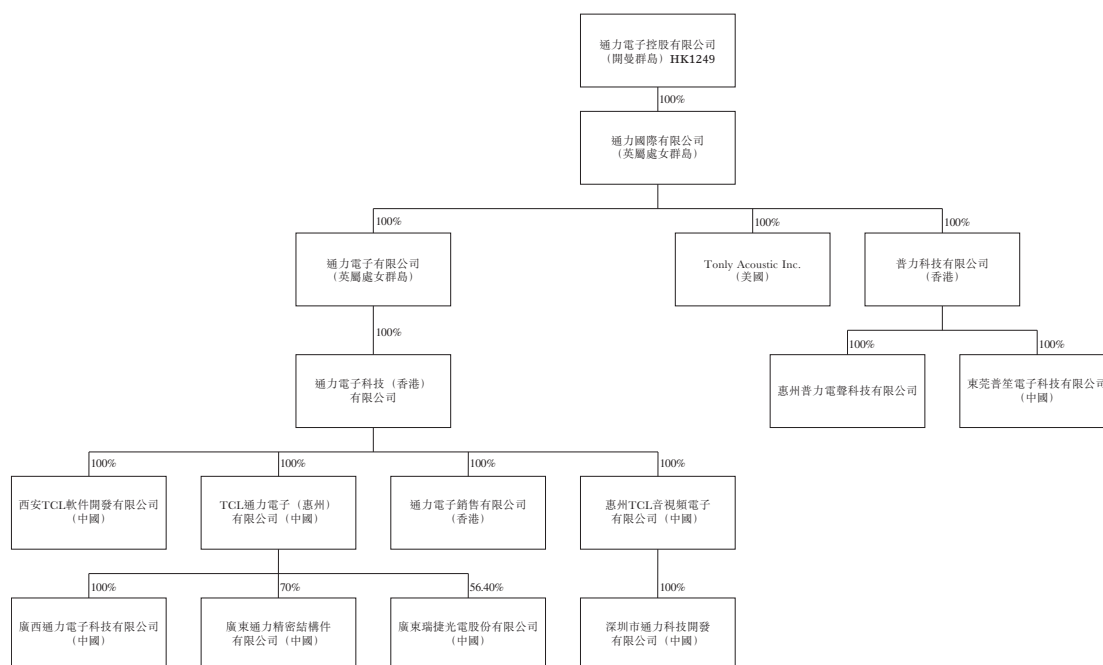 通力電子控股有限公司
（開曼群島）HK1249
100%
通力國際有限公司
（英屬處女群島）
100%
100%
100%
通力電子有限公司
（英屬處女群島）
Tonly Acoustic Inc.
（美國）
普力科技有限公司
（香港）
100%
100%
100%
通力電子科技（香港）
有限公司
惠州普力電聲科技有限公司
東莞普笙電子科技有限公司
（中國）
100%
100%
100%
100%
西安TCL軟件開發有限公司
（中國）
TCL通力電子（惠州）
有限公司（中國）
通力電子銷售有限公司
（香港）
惠州TCL音視頻電子
有限公司（中國）
100%
70%
56.40%
100%
廣西通力電子科技有限公司
（中國）
廣東通力精密結構件
有限公司（中國）
廣東瑞捷光電股份有限公司
（中國）
深圳市通力科技開發
有限公司（中國）